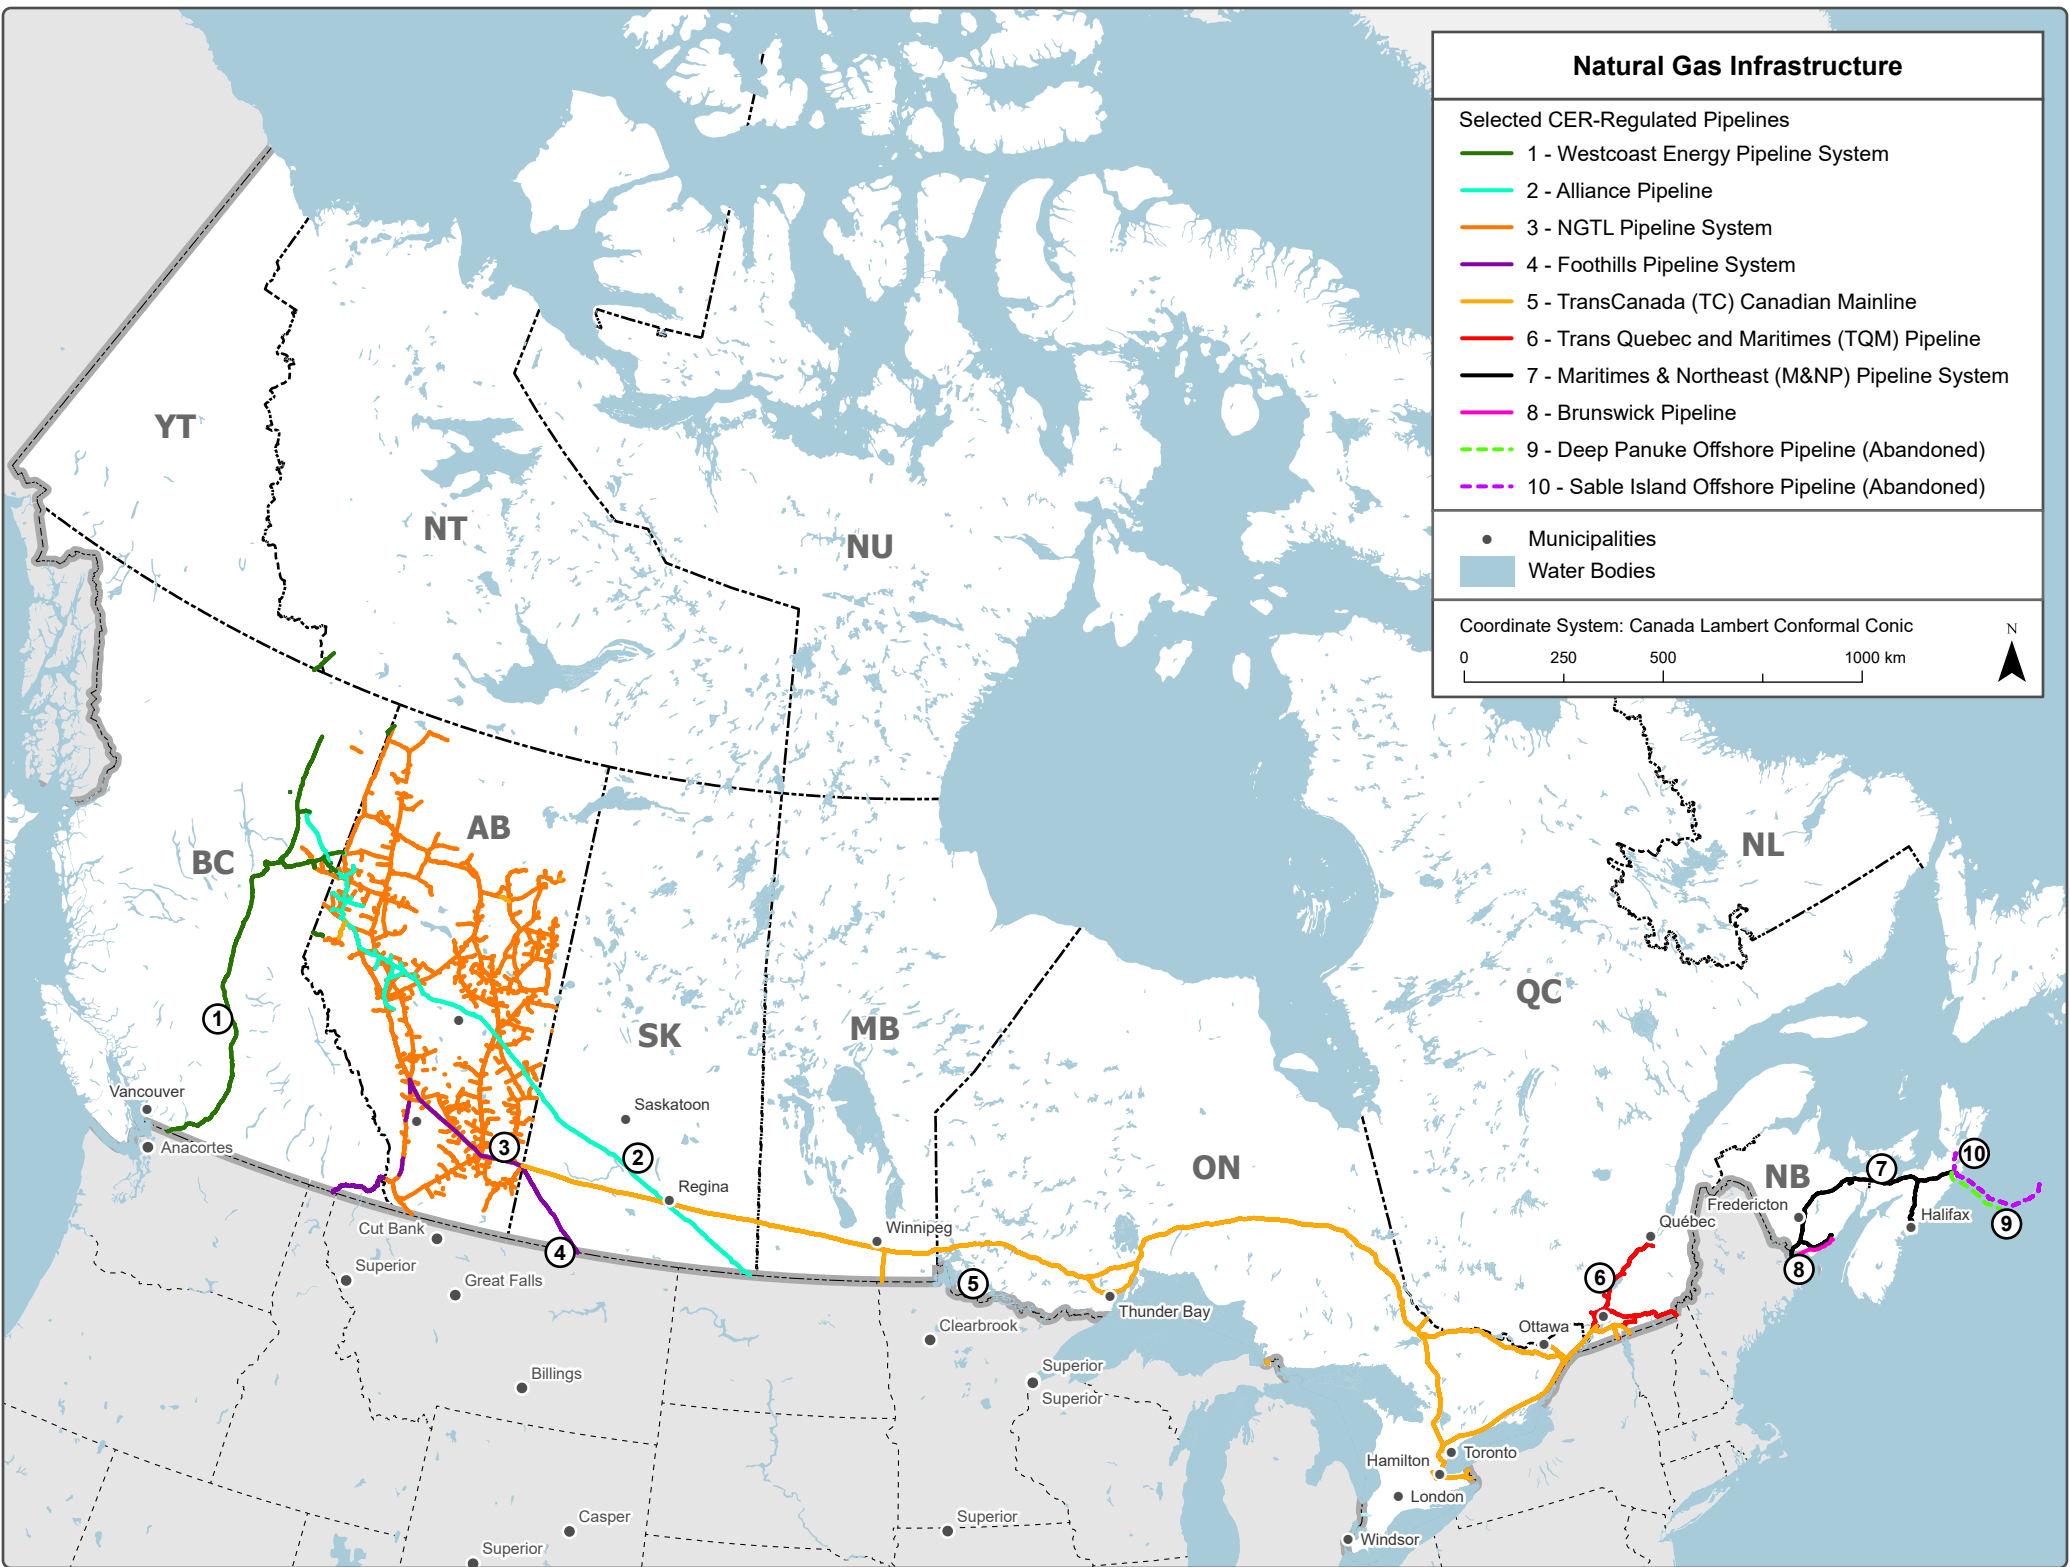 Natural Gas Infrastructure
Selected CER-Regulated Pipelines
1 - Westcoast Energy Pipeline System
2 - Alliance Pipeline
3 - NGTL Pipeline System
4 - Foothills Pipeline System
5 - TransCanada (TC) Canadian Mainline
6 - Trans Quebec and Maritimes (TQM) Pipeline
7 - Maritimes & Northeast (M&NP) Pipeline System
8 - Brunswick Pipeline
9 - Deep Panuke Offshore Pipeline (Abandoned)
10 - Sable Island Offshore Pipeline (Abandoned)
Municipalities
Water Bodies
Coordinate System: Canada Lambert Conformal Conic
N
0 250 500 1000 km
YT
NT
NU
AB
BC
NL
QC
SK
MB
1
Vancouver
Anacortes
Saskatoon
3
2
Regina
ON
NB
7
10
Fredericton
Halifax
9
Québec
Winnipeg
Cut Bank
4
Superior
Great Falls
5
6
8
Thunder Bay
Clearbrook
Ottawa
Billings
Superior
Superior
Toronto
Hamilton
London
Casper
Superior
Superior
Windsor